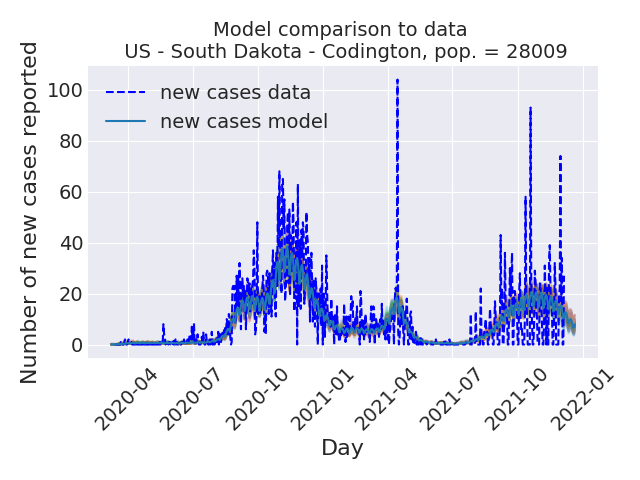 Model comparison to data
US - South Dakota - Codington, pop. = 28009
Number of new cases reported
100
80
60
40
20
0
new cases data
new cases model
2020-04
2020-07
2020-10
2021-01
2021-04
2021-07
2021-10
2022-01
Day